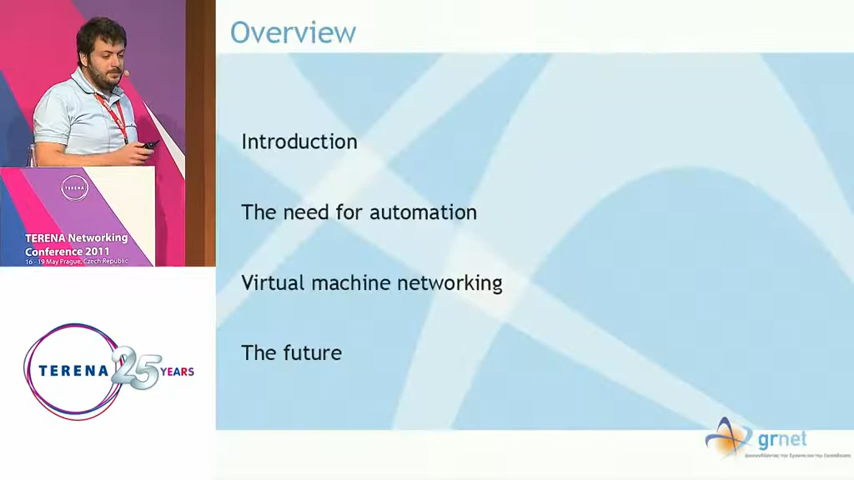 Overview
Introduction
The need for automation
Virtual machine networking
The future
TERENA
TERENA Networking
Conference 2011
16 - 19 May Prague, Czech Republic
TERENA 25 YEARS
grnet